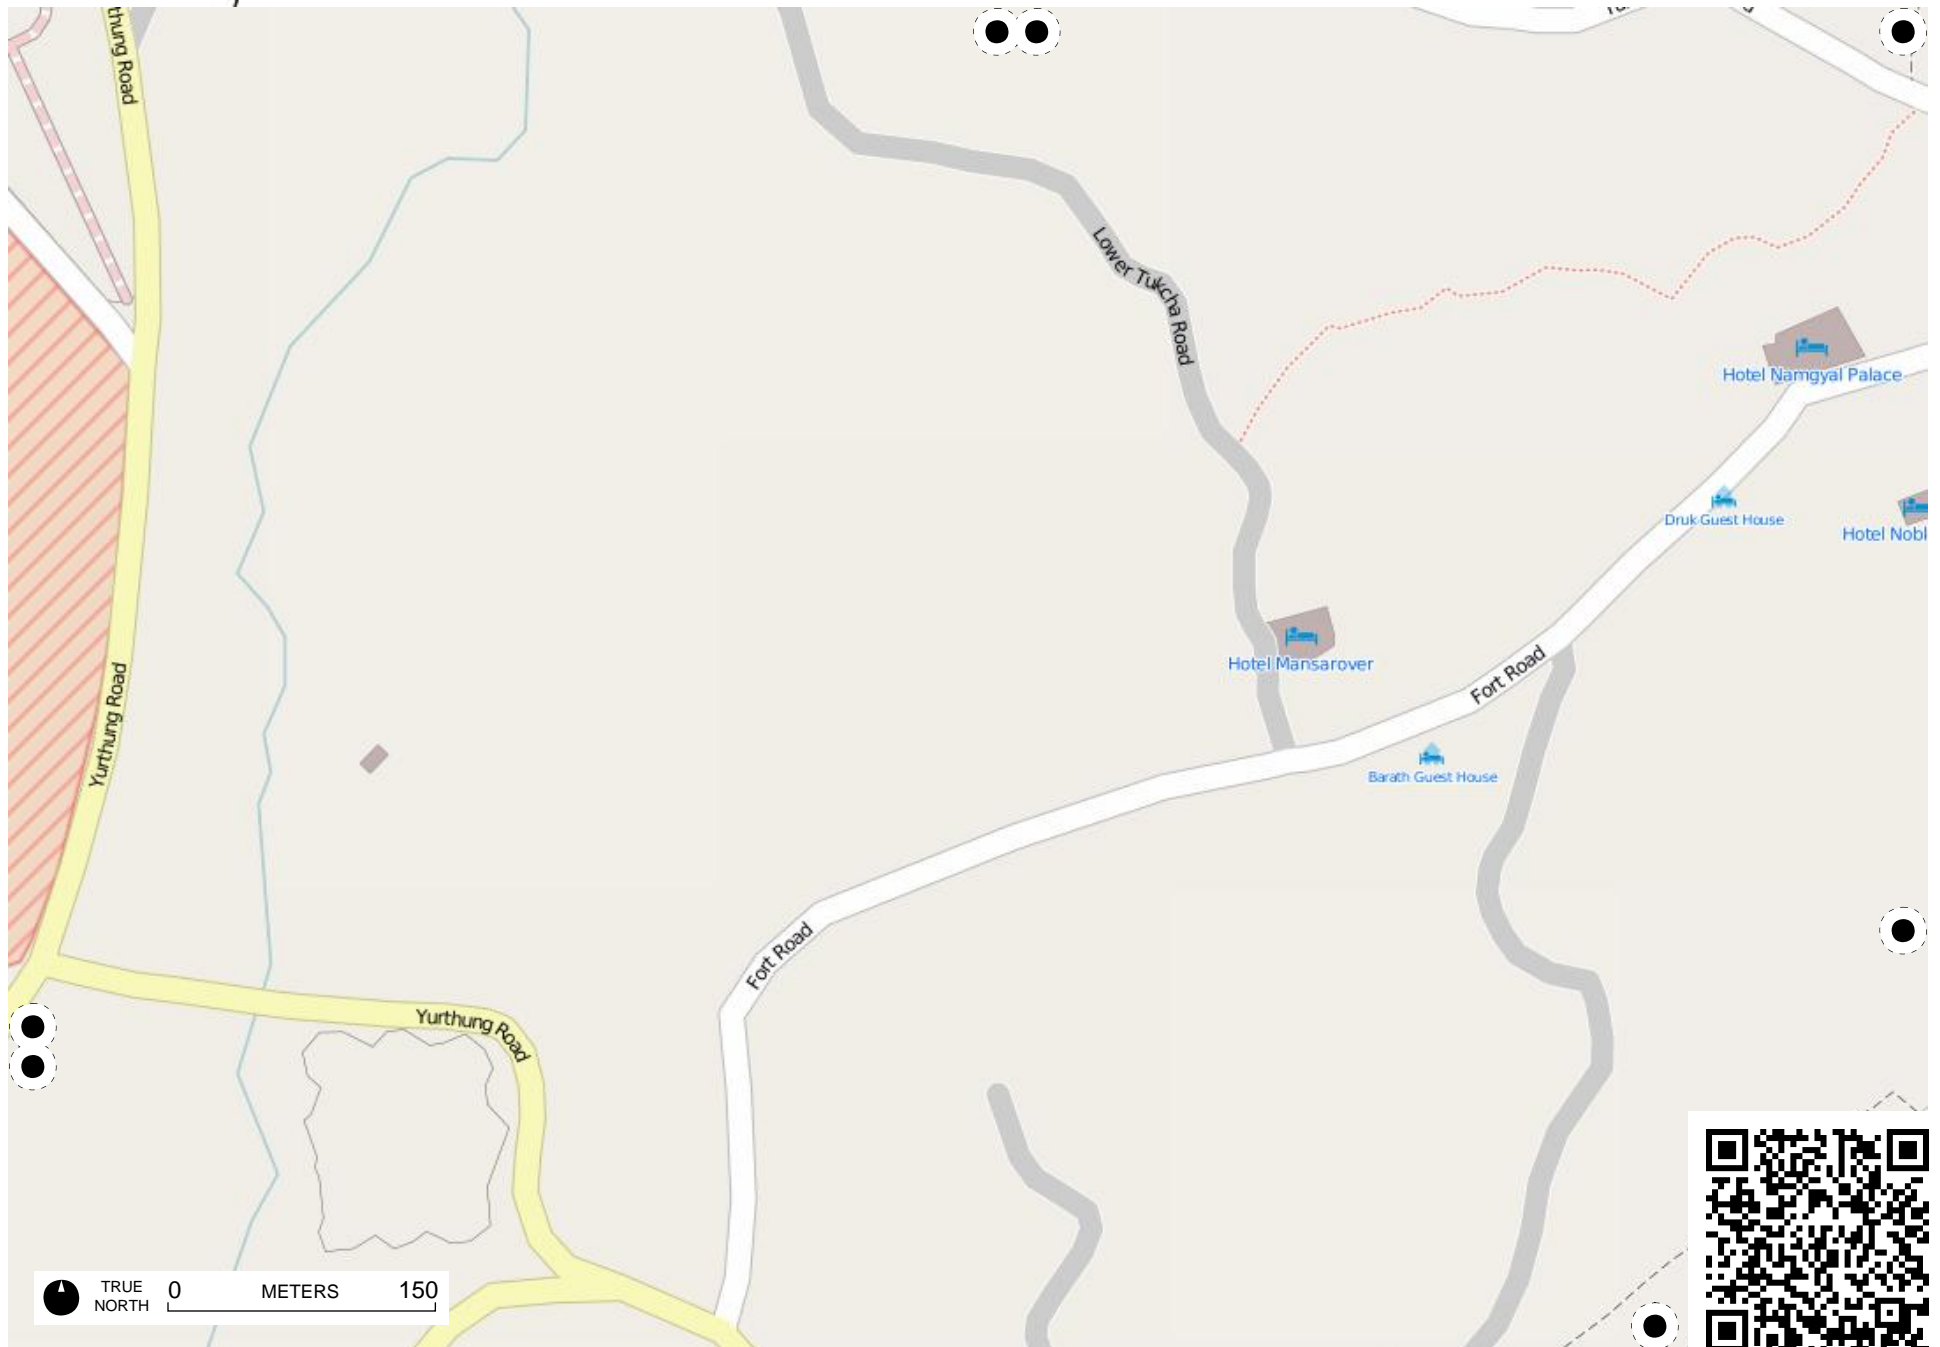 thung Road
Lower Tukcha Road
Hotel Namgyal Palace
Druk Guest House
Hotel Nobl
Hotel Mansarover
Fort Road
Yurthung Road
Barath Guest House
Fort Road
Yurthung Road
TRUE NORTH
0 METERS 150